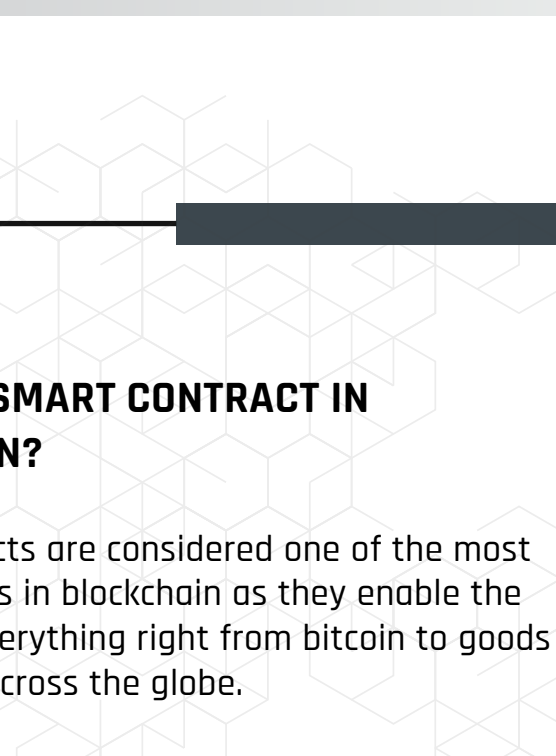 SMART CONTRACT IN
N?
cts are considered one of the most
s in blockchain as they enable the
erything right from bitcoin to goods
cross the globe.